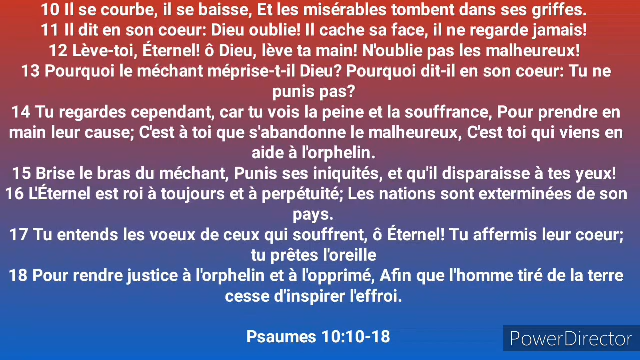 10 Il se courbe, il se baisse, Et les misérables tombent dans ses griffes.
11 Il dit en son coeur: Dieu oublie! Il cache sa face, il ne regarde jamais!
12 Lève-toi, Éternel! ô Dieu, lève ta main! N'oublie pas les malheureux!
13 Pourquoi le méchant méprise-t-il Dieu? Pourquoi dit-il en son coeur: Tu ne
punis pas?
14 Tu regardes cependant, car tu vois la peine et la souffrance, Pour prendre en
main leur cause; C'est à toi que s'abandonne le malheureux, C'est toi qui viens en
aide à l'orphelin.
15 Brise le bras du méchant, Punis ses iniquités, et qu'il disparaisse à tes yeux!
16 L'Éternel est roi à toujours et à perpétuité; Les nations sont exterminées de son
pays.
17 Tu entends les voeux de ceux qui souffrent, ô Éternel! Tu affermis leur coeur;
tu prêtes l'oreille
18 Pour rendre justice à l'orphelin et à l'opprimé, Afin que l'homme tiré de la terre
cesse d'inspirer l'effroi.
Psaumes 10:10-18
PowerDirector